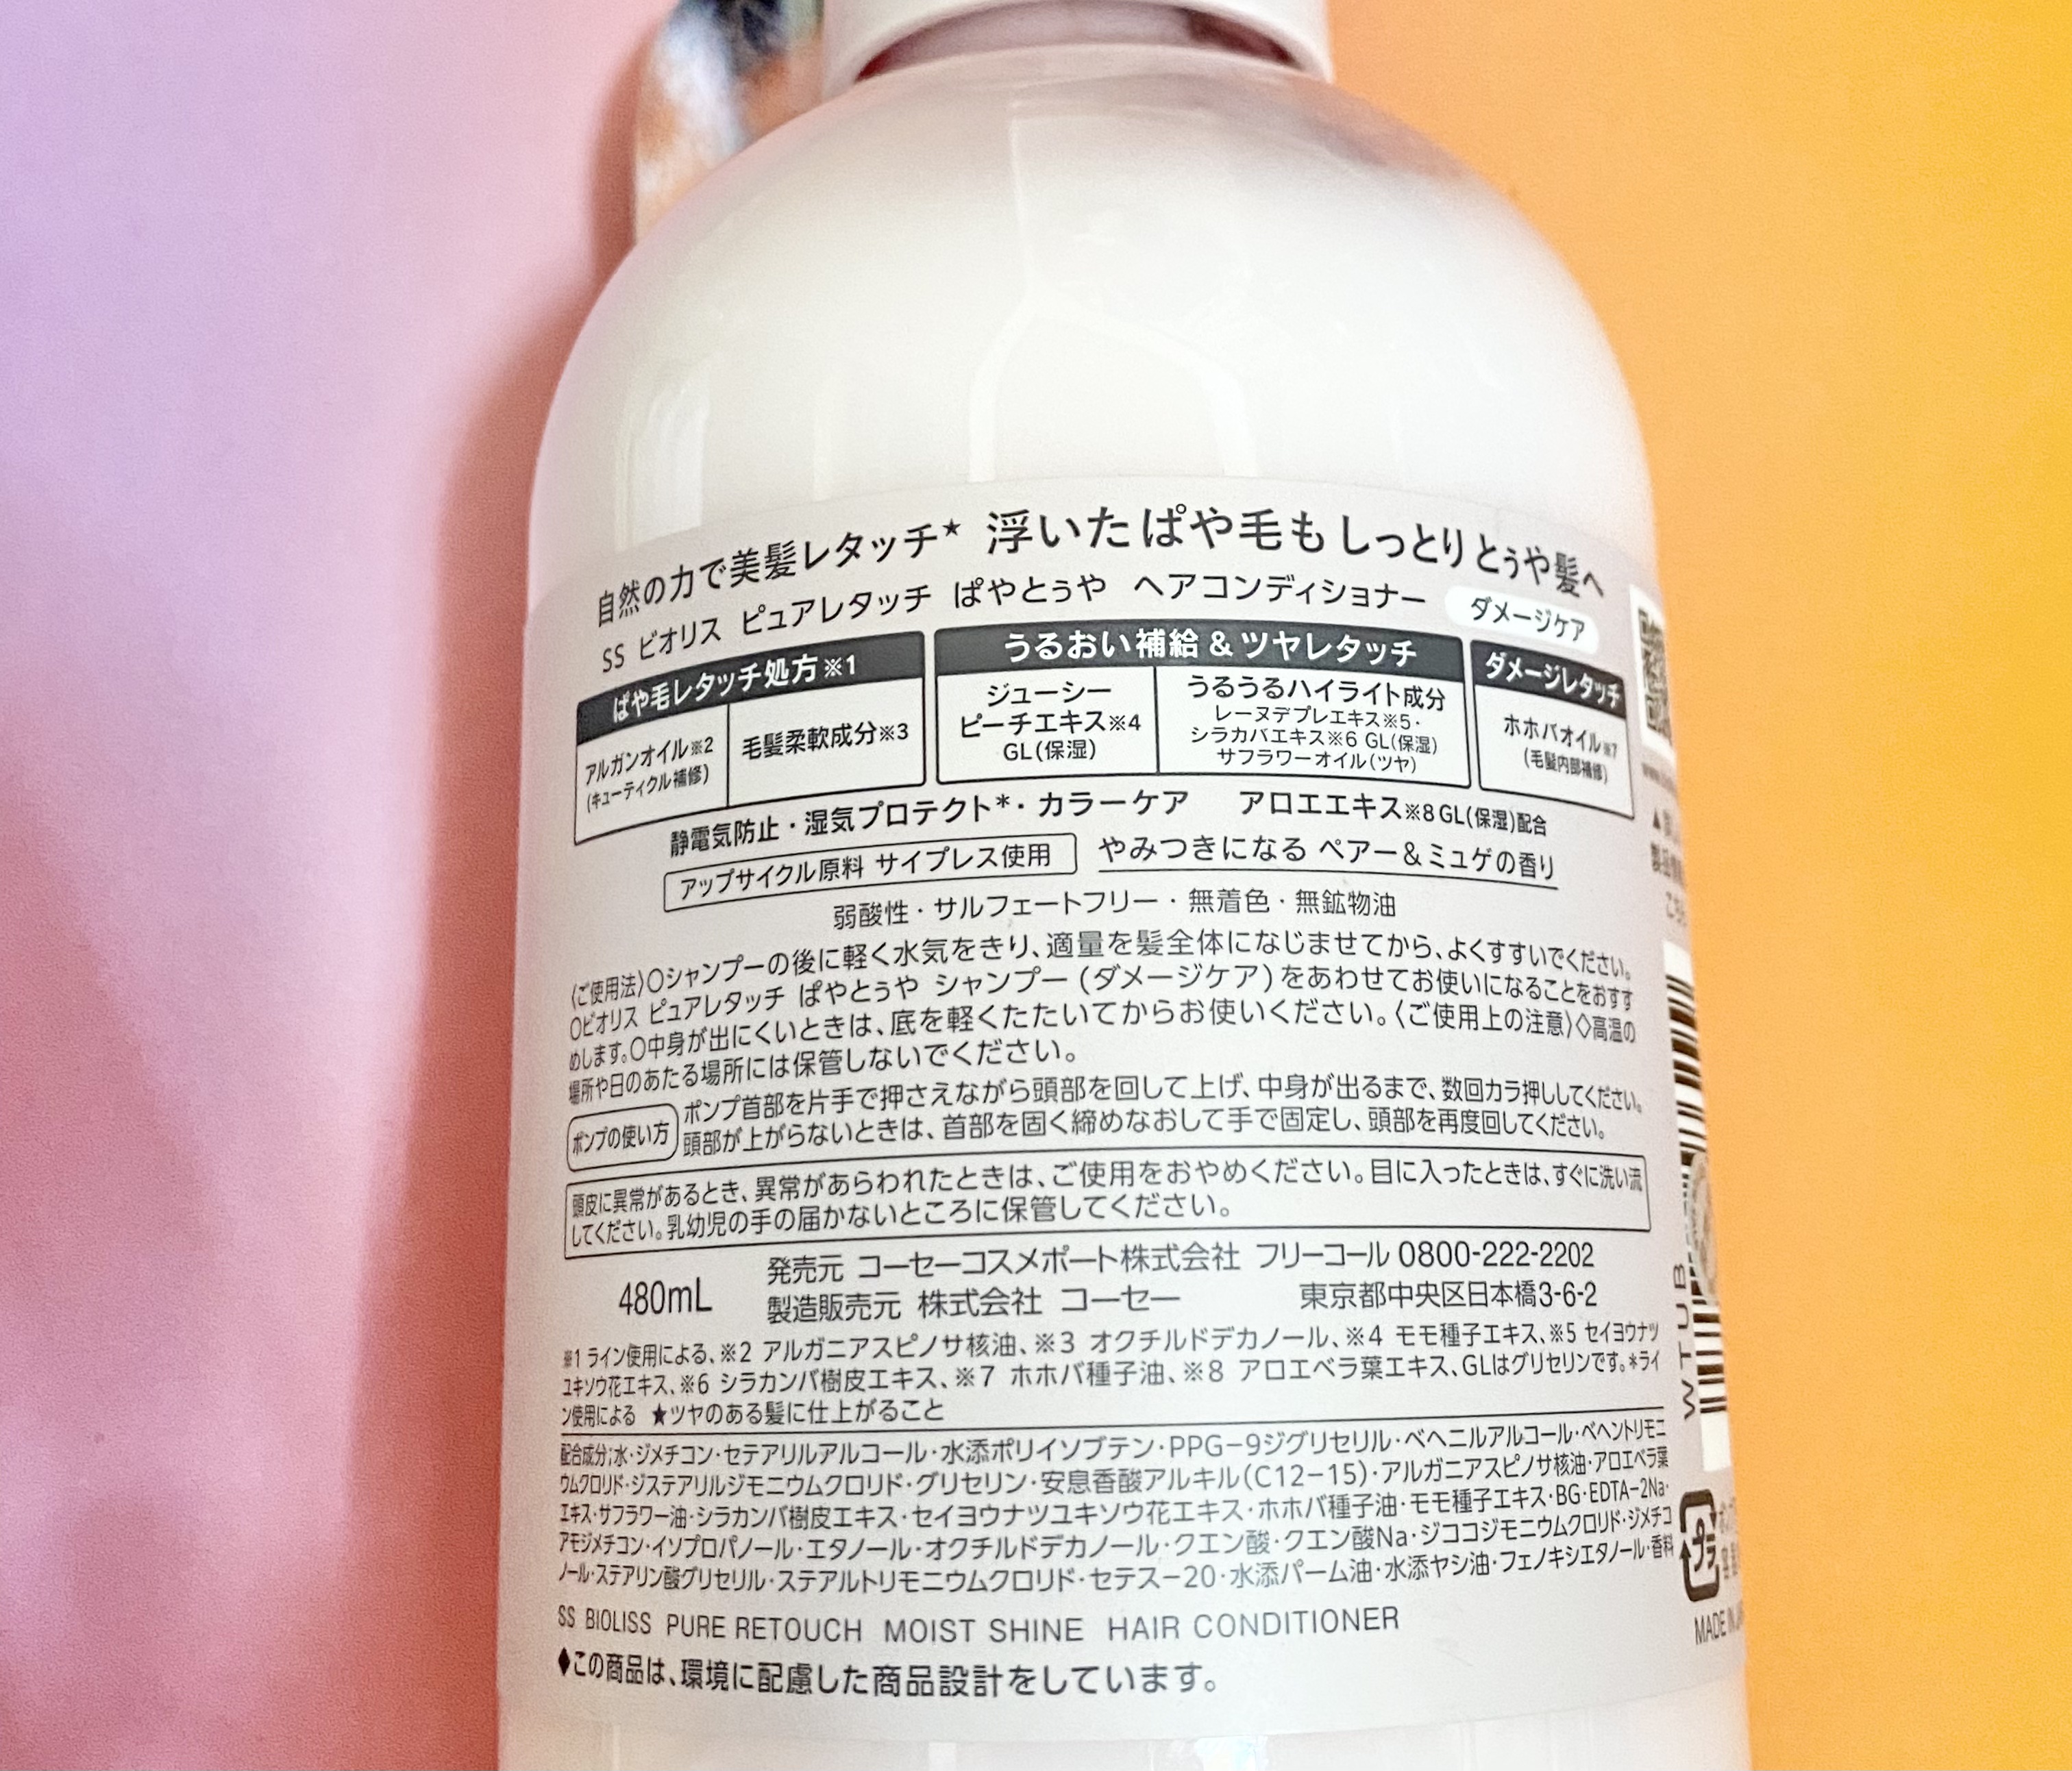 自然の力で美髪レタッチ★ 浮いたぱや毛もしっとりとぅや髪へ
SS ビオリス ピュアレタッチ ぱやとぅや ヘアコンディショナー ダメージケア
ぱや毛レタッチ処方※1
アルガンオイル※2
(キューティクル補修)
毛髪柔軟成分※3
うるおい補給&ツヤレタッチ
ジューシー
ピーチエキス※4
GL(保湿)
うるうるハイライト成分
レーヌデプレエキス※5・
シラカバエキス※6 GL(保湿)
サフラワーオイル(ツヤ)
ダメージレタッチ
ホホバオイル※7
(毛髪内部補修)
静電気防止・湿気プロテクト*・カラーケア アロエエキス※8GL(保湿)配合
アップサイクル原料 サイプレス使用 やみつきになる ペアー&ミュゲの香り
弱酸性・サルフェートフリー・無着色・無鉱物油
〈ご使用法〉○シャンプーの後に軽く水気をきり、適量を髪全体になじませてから、よくすすいでください。
○ビオリス ピュアレタッチ ぱやとぅや シャンプー(ダメージケア)をあわせてお使いになることをおすす
めします。○中身が出にくいときは、底を軽くたたいてからお使いください。〈ご使用上の注意〉◇高温の
場所や日のあたる場所には保管しないでください。
ポンプの使い方
ポンプ首部を片手で押さえながら頭部を回して上げ、中身が出るまで、数回カラ押ししてください。
頭部が上がらないときは、首部を固く締めなおして手で固定し、頭部を再度回してください。
頭皮に異常があるとき、異常があらわれたときは、ご使用をおやめください。目に入ったときは、すぐに洗い流
してください。乳幼児の手の届かないところに保管してください。
480mL
発売元 コーセーコスメポート株式会社 フリーコール 0800-222-2202
製造販売元 株式会社 コーセー 東京都中央区日本橋3-6-2
※1 ライン使用による、※2 アルガニアスピノサ核油、※3 オクチルドデカノール、※4 モモ種子エキス、※5 セイヨウナツ
ユキソウ花エキス、※6 シラカンバ樹皮エキス、※7 ホホバ種子油、※8 アロエベラ葉エキス、GLはグリセリンです。*ライ
ン使用による ★ツヤのある髪に仕上がること
配合成分;水・ジメチコン・セテアリルアルコール・水添ポリイソブテン・PPG-9ジグリセリル・ベヘニルアルコール・ベヘントリモニ
ウムクロリド・ジステアリルジモニウムクロリド・グリセリン・安息香酸アルキル(C12-15)・アルガニアスピノサ核油・アロエベラ葉
エキス・サフラワー油・シラカンバ樹皮エキス・セイヨウナツユキソウ花エキス・ホホバ種子油・モモ種子エキス・BG・EDTA-2Na・
アモジメチコン・イソプロパノール・エタノール・オクチルドデカノール・クエン酸・クエン酸Na・ジココジモニウムクロリド・ジメチコ
ノール・ステアリン酸グリセリル・ステアルトリモニウムクロリド・セテス-20・水添パーム油・水添ヤシ油・フェノキシエタノール・香料
SS BIOLISS PURE RETOUCH MOIST SHINE HAIR CONDITIONER
◆この商品は、環境に配慮した商品設計をしています。
WTUB
プラ
MADE IN